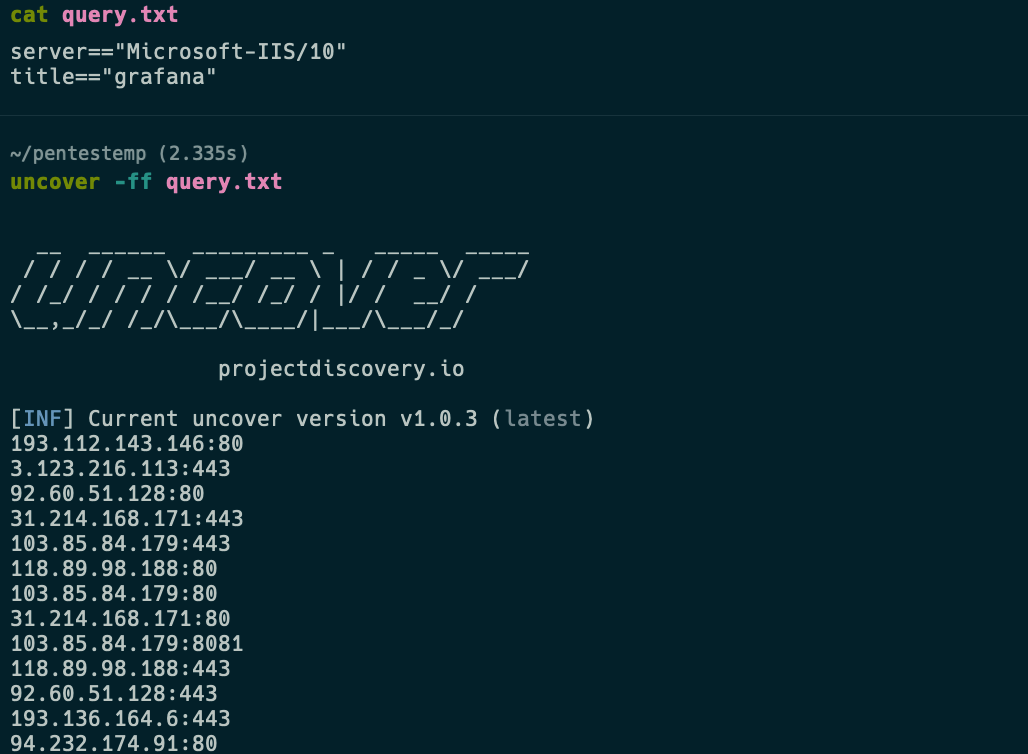 cat query.txt
server=="Microsoft-IIS/10"
title=="grafana"
~/pentestemp (2.335s)
uncover -ff query.txt
   __  ______  _________ _   _____  _____
 / / / / __ \/ ___/ __ \ | / / _ \/ ___/
/ /_/ / / / / /__/ /_/ / |/ /  __/ /
\__,_/_/ /_/\___/\____/|___/\___/_/
projectdiscovery.io
[INF] Current uncover version v1.0.3 (latest)
193.112.143.146:80
3.123.216.113:443
92.60.51.128:80
31.214.168.171:443
103.85.84.179:443
118.89.98.188:80
103.85.84.179:80
31.214.168.171:80
103.85.84.179:8081
118.89.98.188:443
92.60.51.128:443
193.136.164.6:443
94.232.174.91:80